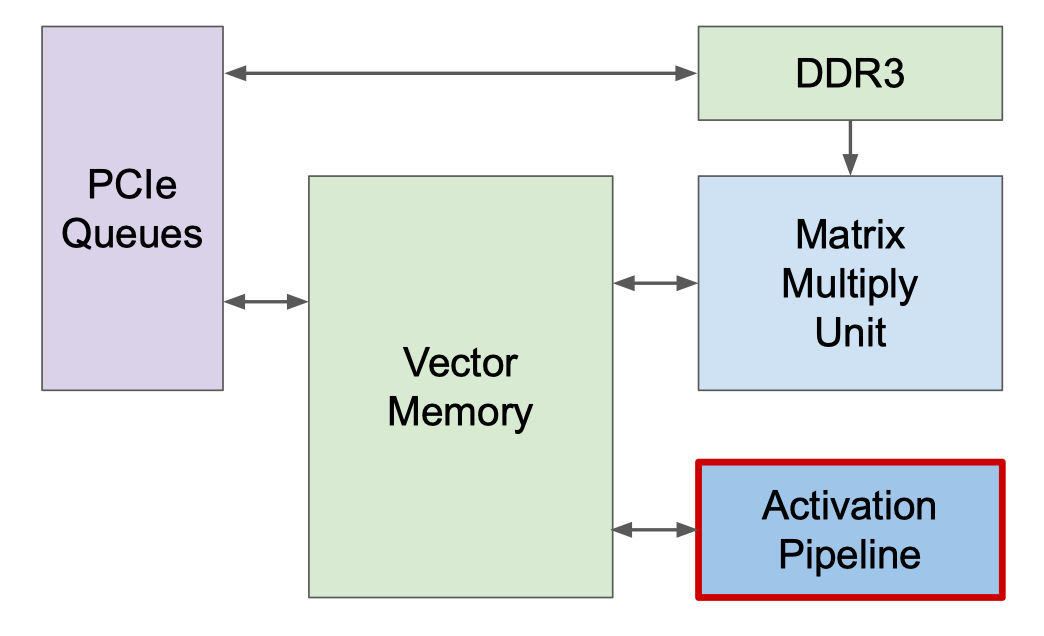 PCIe
Queues
DDR3
Matrix
Multiply
Unit
Vector
Memory
Activation
Pipeline